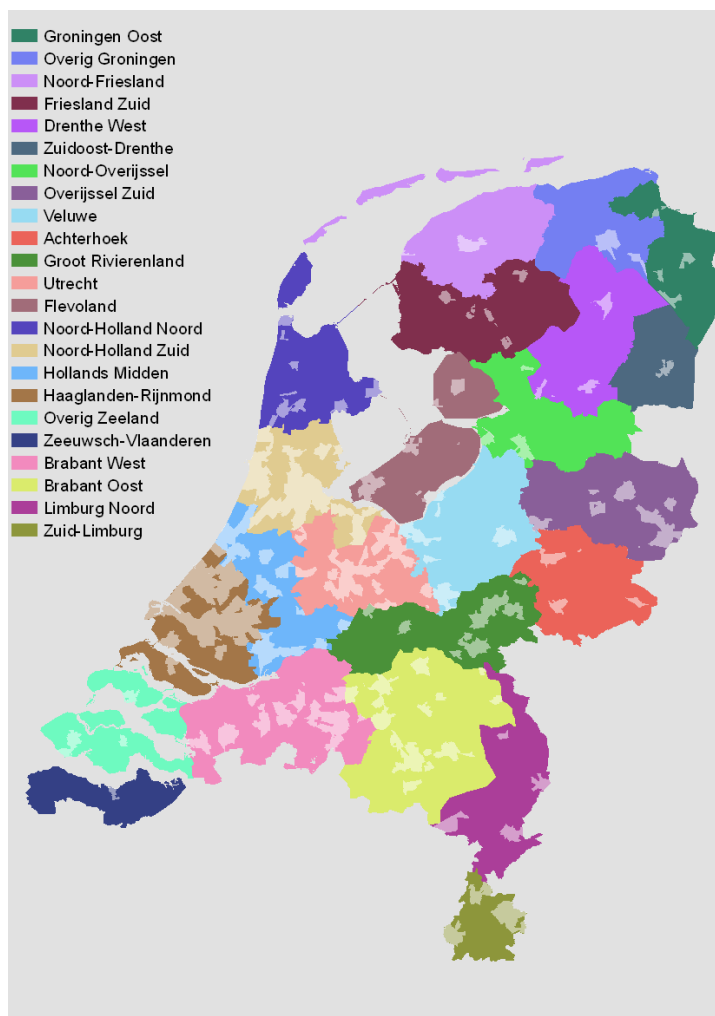 Groningen Oost
Overig Groningen
Noord-Friesland
Friesland Zuid
Drenthe West
Zuidoost-Drenthe
Noord-Overijssel
Overijssel Zuid
Veluwe
Achterhoek
Groot Rivierenland
Utrecht
Flevoland
Noord-Holland Noord
Noord-Holland Zuid
Hollands Midden
Haaglanden-Rijnmond
Overig Zeeland
Zeeuwsch-Vlaanderen
Brabant West
Brabant Oost
Limburg Noord
Zuid-Limburg